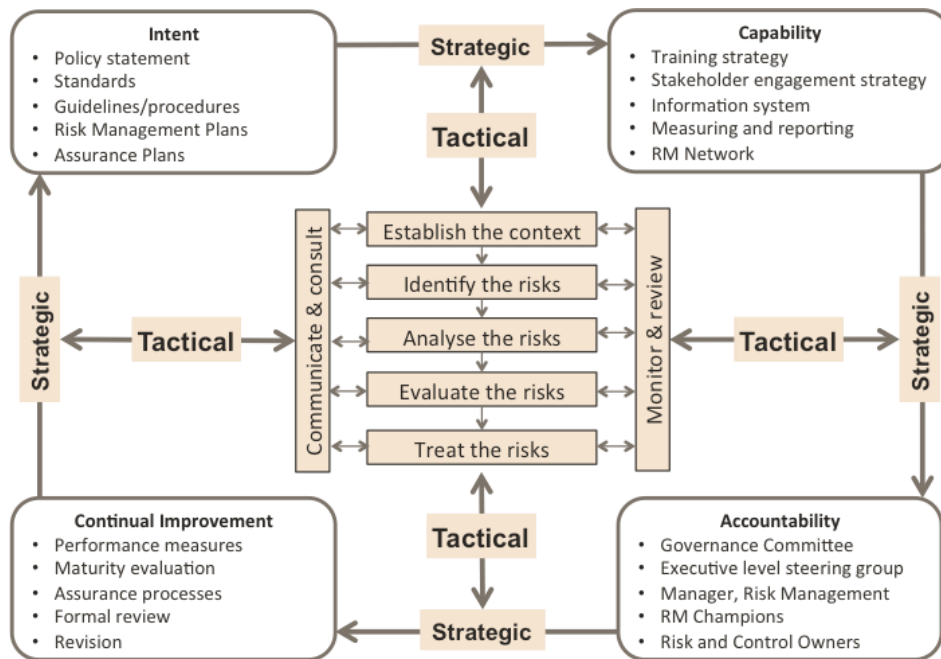 Intent
• Policy statement
• Standards
• Guidelines/procedures
• Risk Management Plans
• Assurance Plans
Strategic
Capability
• Training strategy
• Stakeholder engagement strategy
• Information system
• Measuring and reporting
• RM Network
Tactical
Communicate & consult
Establish the context
Identify the risks
Analyse the risks
Evaluate the risks
Treat the risks
Monitor & review
Strategic
Tactical
Tactical
Strategic
Continual Improvement
• Performance measures
• Maturity evaluation
• Assurance processes
• Formal review
• Revision
Tactical
Strategic
Accountability
• Governance Committee
• Executive level steering group
• Manager, Risk Management
• RM Champions
• Risk and Control Owners